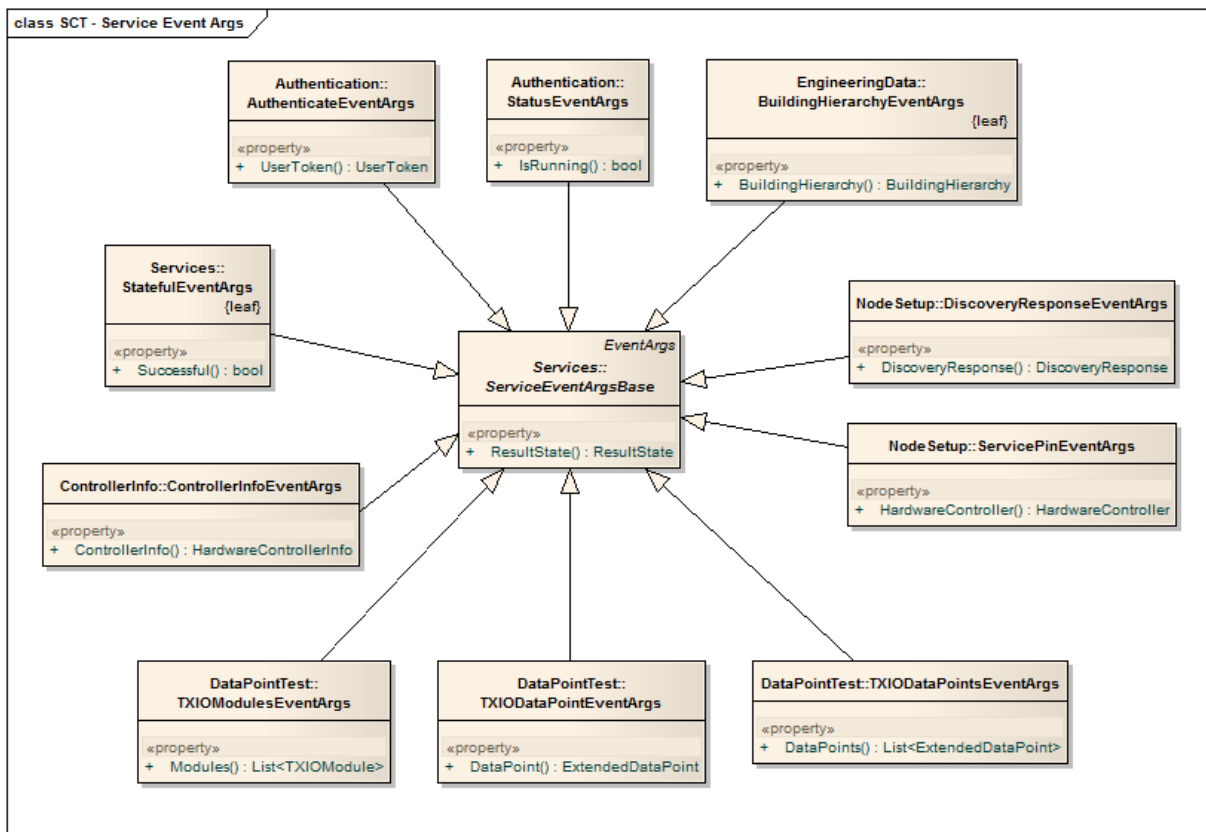 class SCT - Service Event Args
Authentication::
AuthenticateEventArgs
«property»
+ UserToken() : UserToken
Authentication::
StatusEventArgs
«property»
+ IsRunning() : bool
EngineeringData::
BuildingHierarchyEventArgs
{leaf}
«property»
+ BuildingHierarchy() : BuildingHierarchy
Services::
StatefulEventArgs
{leaf}
«property»
+ Successful() : bool
EventArgs
Services::
ServiceEventArgsBase
«property»
+ ResultState() : ResultState
NodeSetup::DiscoveryResponseEventArgs
«property»
+ DiscoveryResponse() : DiscoveryResponse
NodeSetup::ServicePinEventArgs
«property»
+ HardwareController() : HardwareController
ControllerInfo::ControllerInfoEventArgs
«property»
+ ControllerInfo() : HardwareControllerInfo
DataPointTest::
TXIOModulesEventArgs
«property»
+ Modules() : List<TXIOModule>
DataPointTest::
TXIODataPointEventArgs
«property»
+ DataPoint() : ExtendedDataPoint
DataPointTest::TXIODataPointsEventArgs
«property»
+ DataPoints() : List<ExtendedDataPoint>